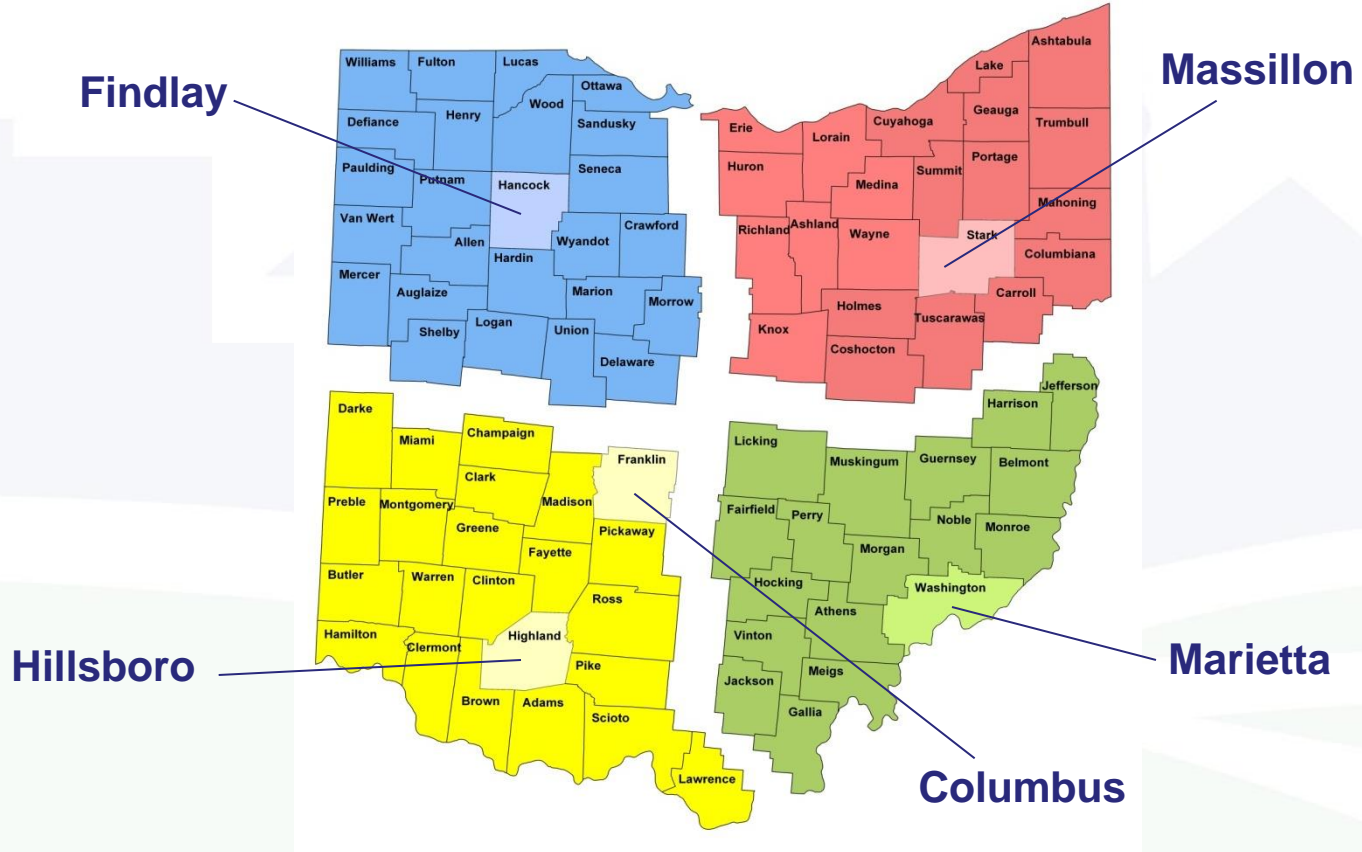 Findlay
Massillon
Hillsboro
Marietta
Columbus
Williams
Fulton
Lucas
Ottawa
Wood
Henry
Defiance
Sandusky
Paulding
Putnam
Hancock
Seneca
Van Wert
Allen
Wyandot
Crawford
Hardin
Mercer
Auglaize
Marion
Morrow
Shelby
Logan
Union
Delaware
Ashtabula
Lake
Geauga
Cuyahoga
Trumbull
Erie
Lorain
Huron
Medina
Summit
Portage
Mahoning
Richland
Ashland
Wayne
Stark
Columbiana
Carroll
Holmes
Tuscarawas
Knox
Coshocton
Darke
Miami
Champaign
Franklin
Clark
Preble
Montgomery
Madison
Greene
Pickaway
Fayette
Butler
Warren
Clinton
Ross
Hamilton
Clermont
Highland
Pike
Brown
Adams
Scioto
Lawrence
Jefferson
Harrison
Licking
Muskingum
Guernsey
Belmont
Fairfield
Perry
Noble
Monroe
Morgan
Hocking
Washington
Athens
Vinton
Meigs
Jackson
Gallia